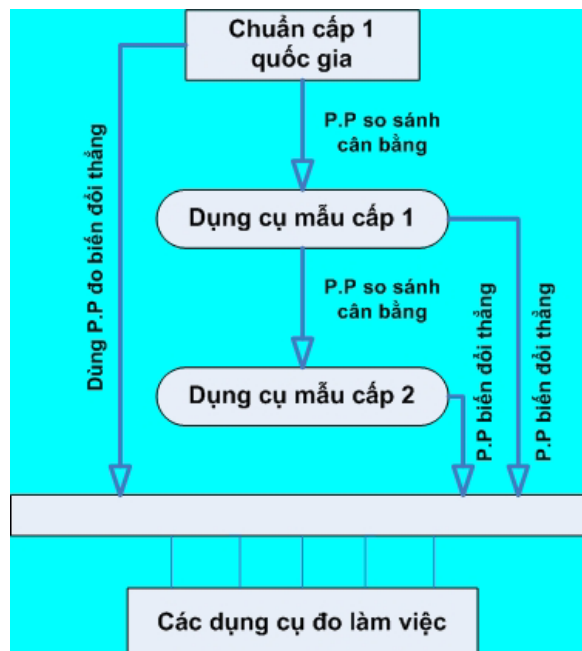 Chuẩn cấp 1
quốc gia
P.P so sánh
cân bằng
Dùng P.P đo biến đổi thẳng
Dụng cụ mẫu cấp 1
P.P so sánh
cân bằng
Dụng cụ mẫu cấp 2
P.P biến đổi thẳng
P.P biến đổi thẳng
Các dụng cụ đo làm việc